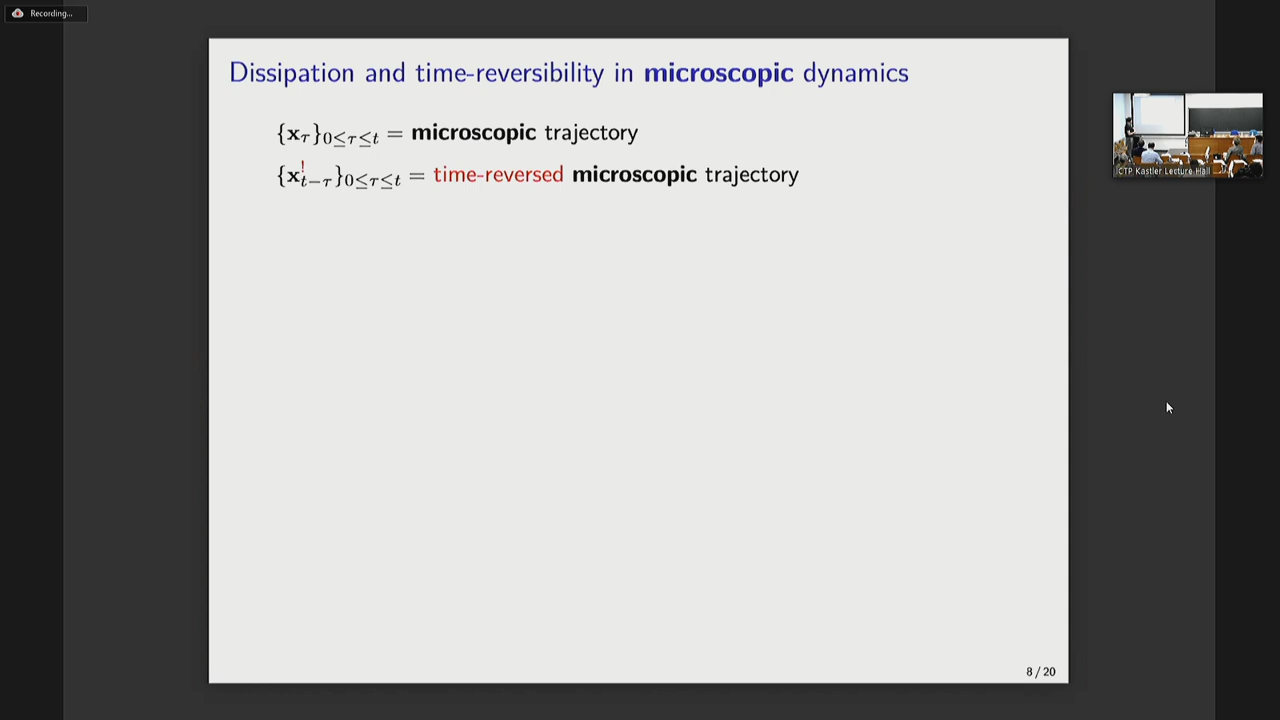 Recording...
Dissipation and time-reversibility in microscopic dynamics
{x_τ}_{0≤τ≤t} = microscopic trajectory
{x^!_{t−τ}}_{0≤τ≤t} = time-reversed microscopic trajectory
ICTP Kastler Lecture Hall
8 / 20